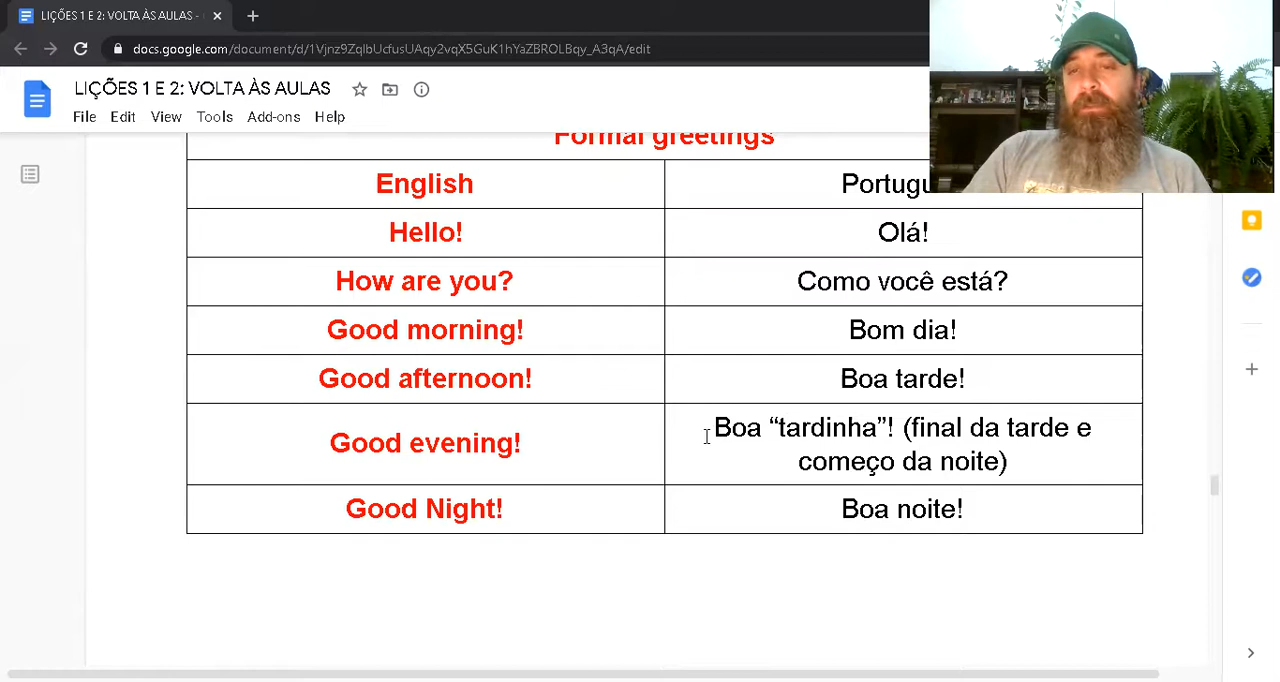 LIÇÕES 1 E 2: VOLTA ÀS AULAS -
docs.google.com/document/d/1Vjnz9ZqlbUcfusUAqy2vqX5GuK1hYaZBROLBqy_A3qA/edit
LIÇÕES 1 E 2: VOLTA ÀS AULAS
File Edit View Tools Add-ons Help
Formal greetings
English Portugu
Hello! Olá!
How are you? Como você está?
Good morning! Bom dia!
Good afternoon! Boa tarde!
Good evening! Boa “tardinha”! (final da tarde e
começo da noite)
Good Night! Boa noite!